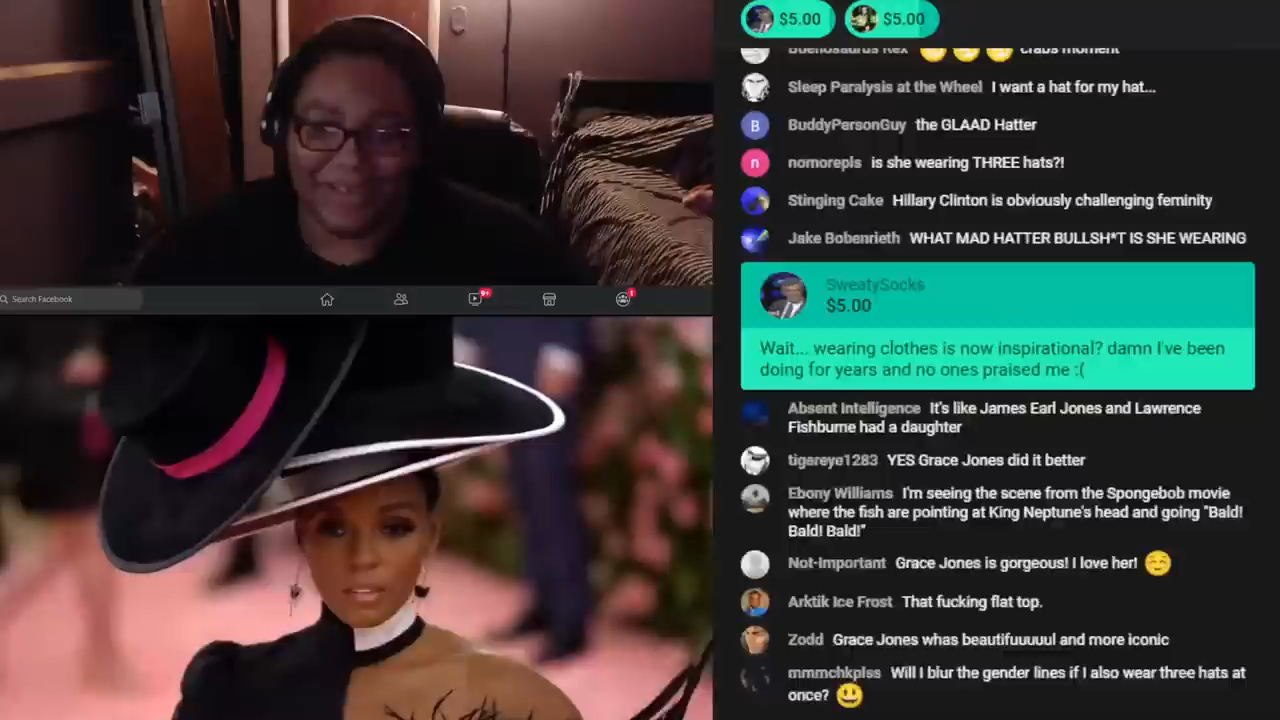 $5.00
$5.00
Buenosaurus Rex crabs moment
Sleep Paralysis at the Wheel I want a hat for my hat...
B BuddyPersonGuy the GLAAD Hatter
n nomorepls is she wearing THREE hats?!
Stinging Cake Hillary Clinton is obviously challenging feminity
Jake Bobenrieth WHAT MAD HATTER BULLSH*T IS SHE WEARING
SweatySocks
$5.00
Wait... wearing clothes is now inspirational? damn I've been
doing for years and no ones praised me :(
Absent Intelligence It's like James Earl Jones and Lawrence
Fishburne had a daughter
tigereye1283 YES Grace Jones did it better
Ebony Williams I'm seeing the scene from the Spongebob movie
where the fish are pointing at King Neptune's head and going "Bald!
Bald! Bald!"
Not-Important Grace Jones is gorgeous! I love her!
Arktik Ice Frost That fucking flat top.
Zodd Grace Jones whas beautifuuuuul and more iconic
mmmchkplss Will I blur the gender lines if I also wear three hats at
once?
Search Facebook
9+
1